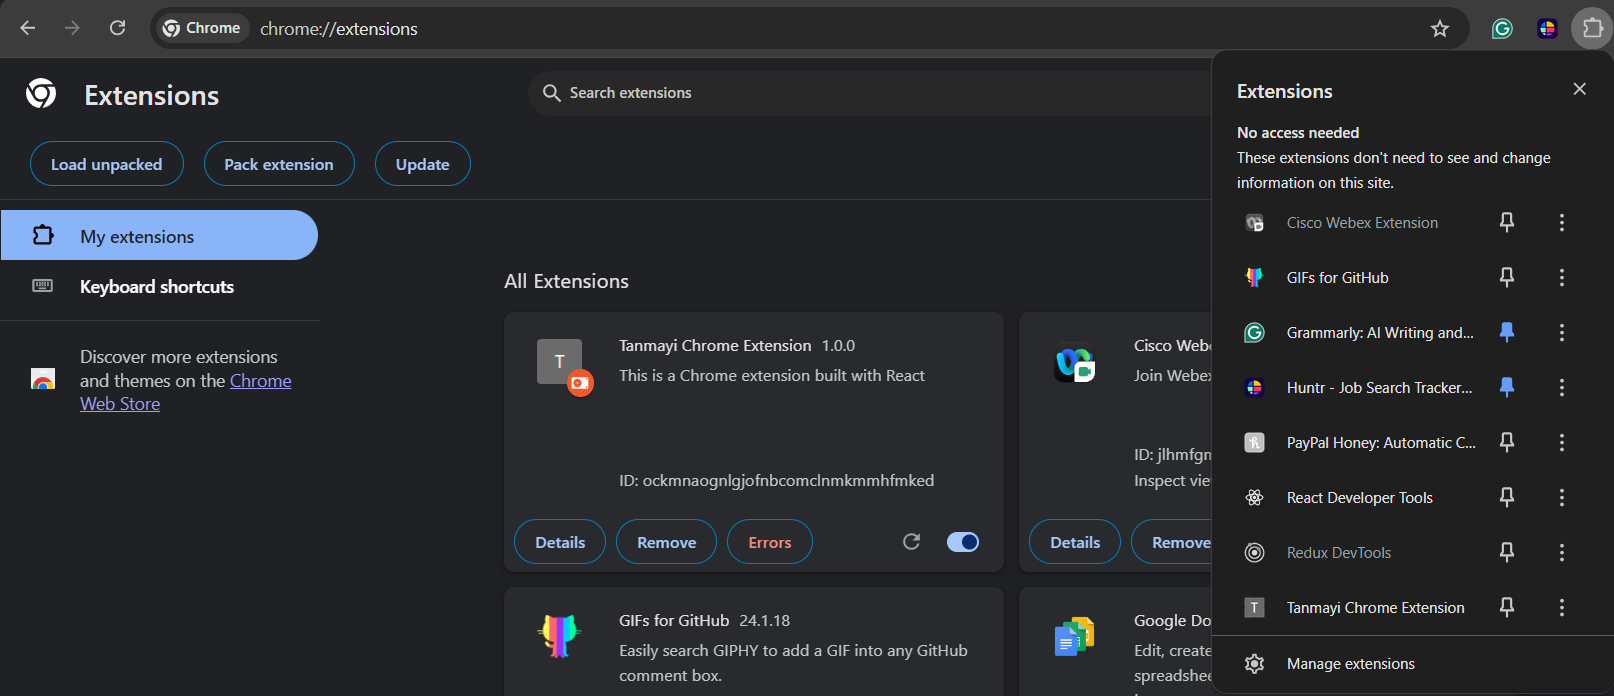 Chrome
chrome://extensions
Extensions
Search extensions
Load unpacked
Pack extension
Update
My extensions
Keyboard shortcuts
Discover more extensions
and themes on the Chrome
Web Store
All Extensions
T
Tanmayi Chrome Extension 1.0.0
This is a Chrome extension built with React
ID: ockmnaognlgjofnbcomclnmkmmhfmked
Details
Remove
Errors
Cisco Web
Join Webex
ID: jlhmfgn
Inspect vie
Details
Remove
GIFs for GitHub 24.1.18
Easily search GIPHY to add a GIF into any GitHub
comment box.
Google Do
Edit, create
spreadshe
Extensions
No access needed
These extensions don't need to see and change
information on this site.
Cisco Webex Extension
GIFs for GitHub
Grammarly: AI Writing and...
Huntr - Job Search Tracker...
PayPal Honey: Automatic C...
React Developer Tools
Redux DevTools
T
Tanmayi Chrome Extension
Manage extensions